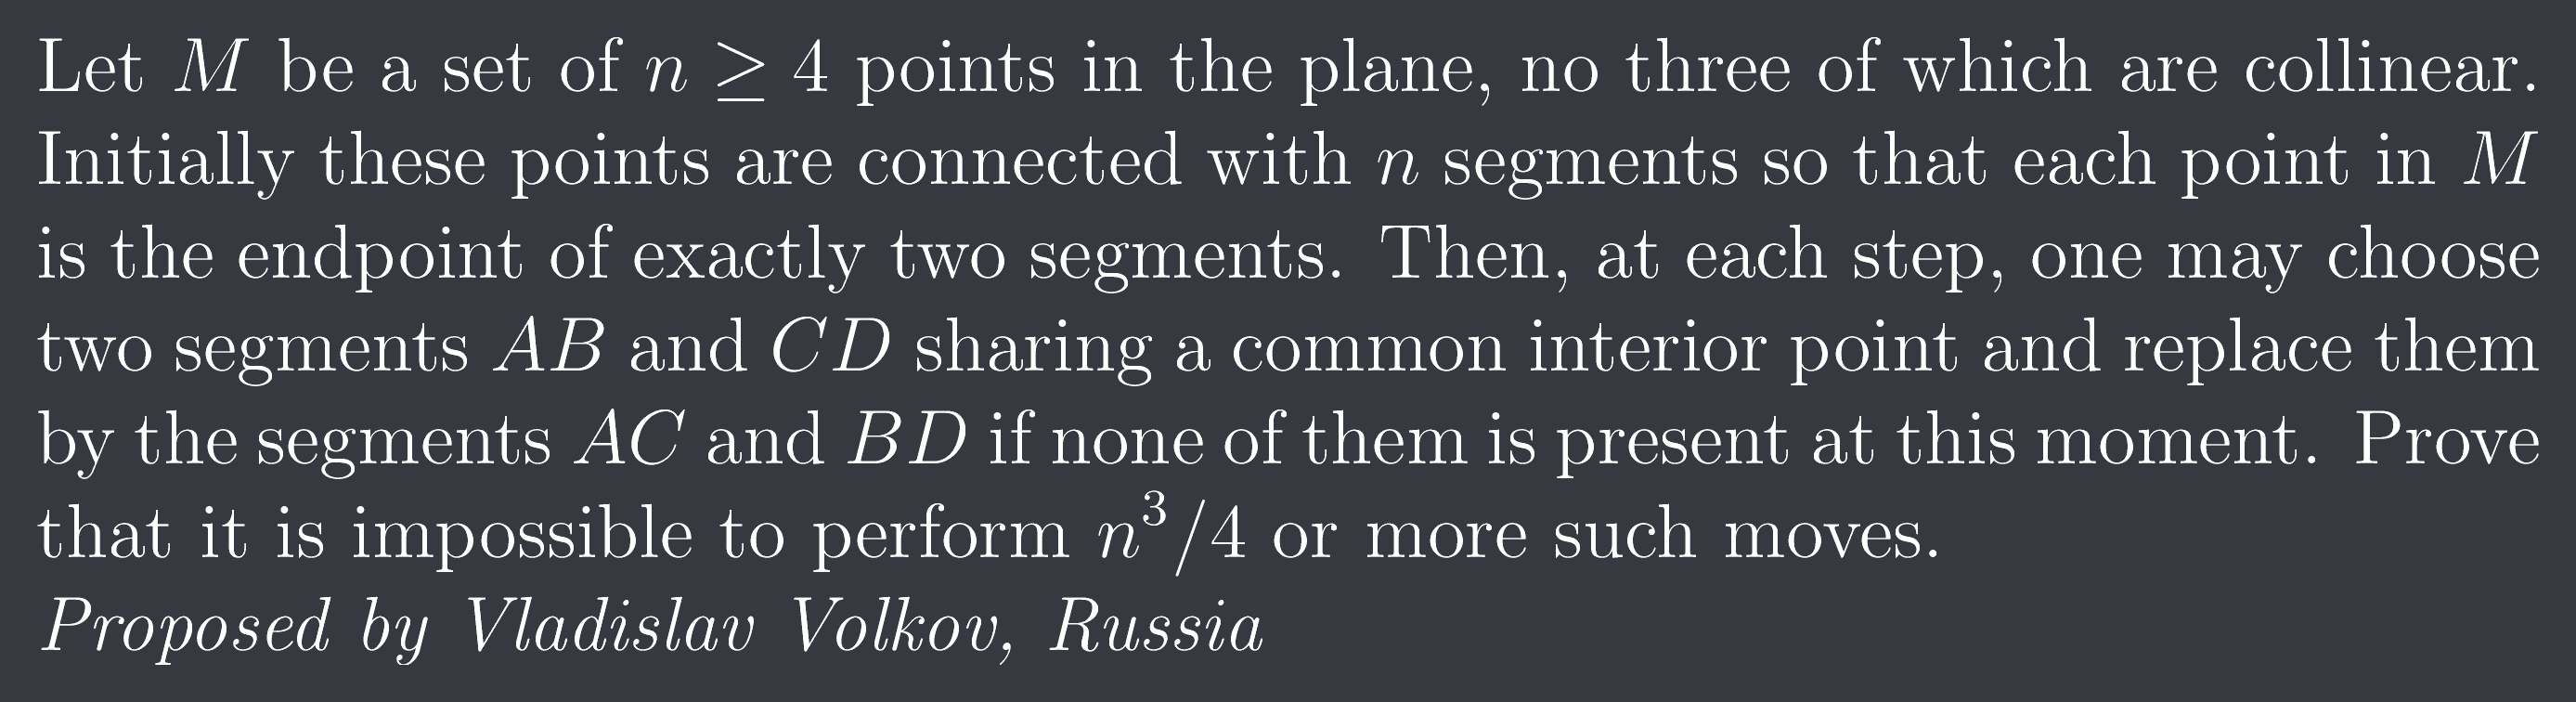 Let M be a set of n ≥ 4 points in the plane, no three of which are collinear.
Initially these points are connected with n segments so that each point in M
is the endpoint of exactly two segments. Then, at each step, one may choose
two segments AB and CD sharing a common interior point and replace them
by the segments AC and BD if none of them is present at this moment. Prove
that it is impossible to perform n³/4 or more such moves.
Proposed by Vladislav Volkov, Russia